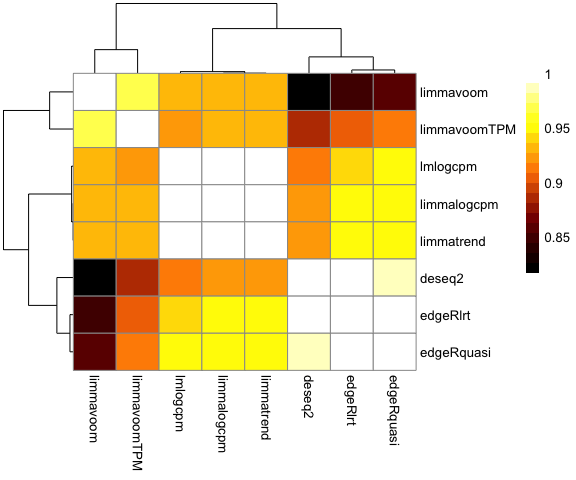 limmavoom
limmavoomTPM
lmlogcpm
limmalogcpm
limmatrend
deseq2
edgeRlrt
edgeRquasi
limmavoom
limmavoomTPM
lmlogcpm
limmalogcpm
limmatrend
deseq2
edgeRlrt
edgeRquasi
1
0.95
0.9
0.85